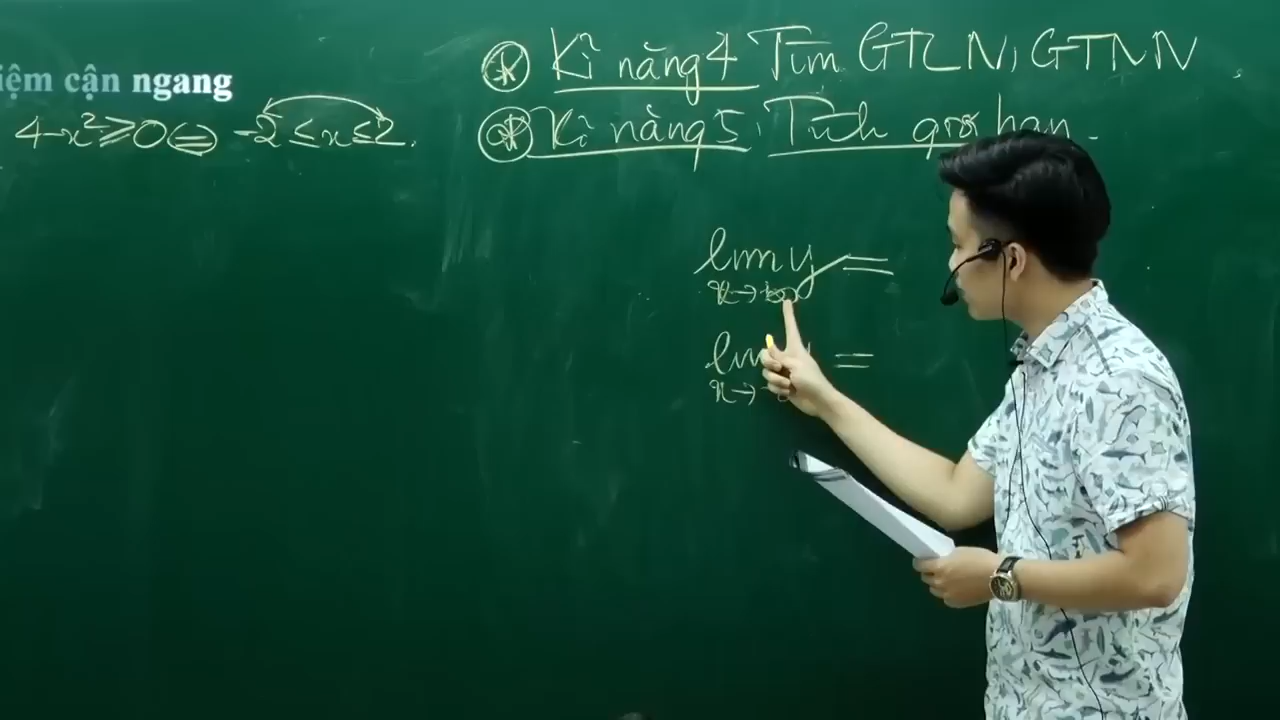 iệm cận ngang
4-x²≥0 ⇔ -2≤x≤2.
⊛ Kĩ năng 4 Tìm GTLN, GTNN
⊛ Kĩ năng 5: Tính giới hạn.
lim y =
x→+∞
lim =
x→-